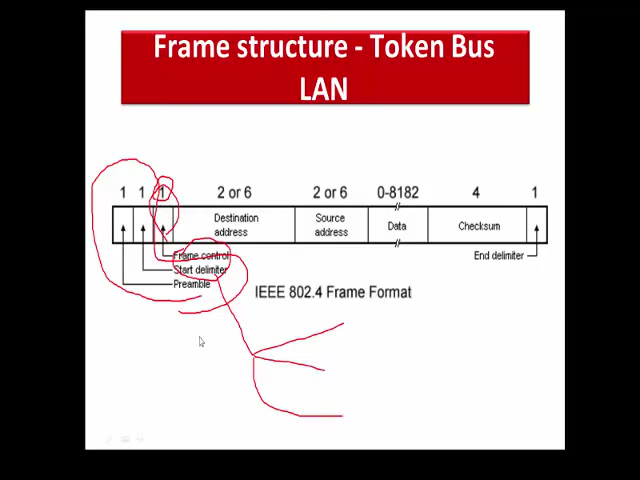 Frame structure - Token Bus
LAN
1 1 1 2 or 6 2 or 6 0-8182 4 1
Destination address Source address Data Checksum
Frame control End delimiter
Start delimiter
Preamble
IEEE 802.4 Frame Format